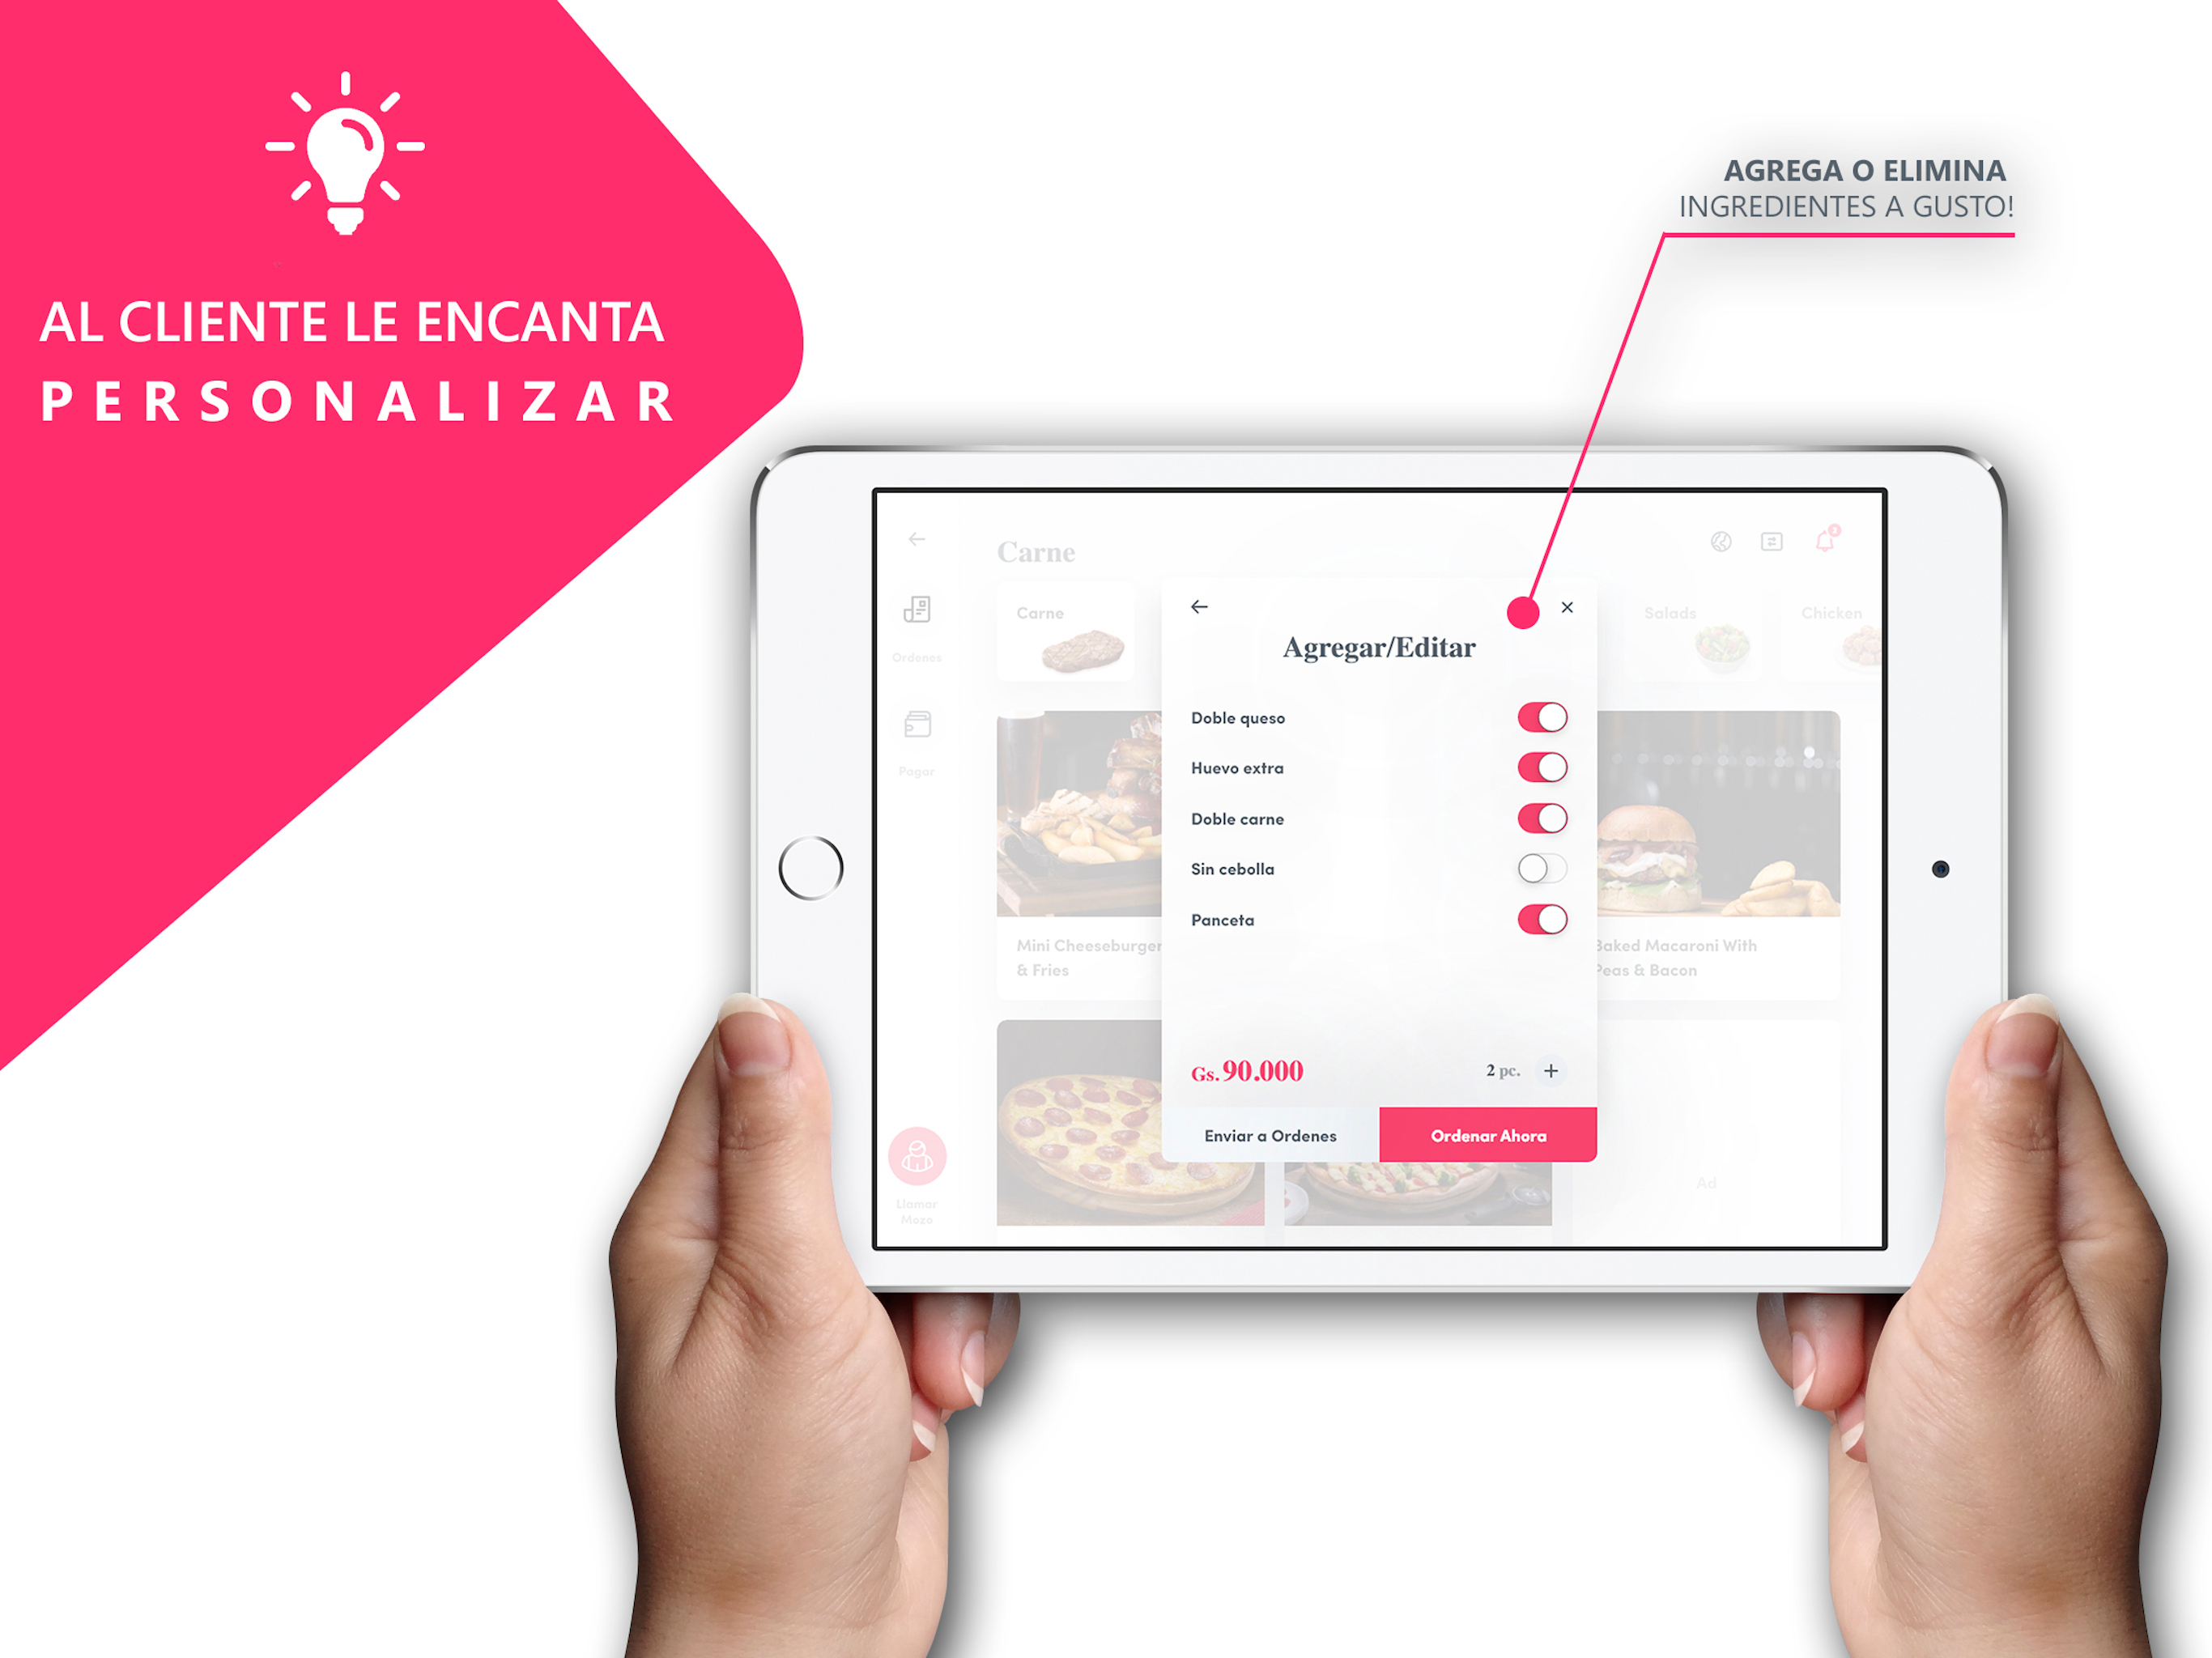 AL CLIENTE LE ENCANTA
PERSONALIZAR
AGREGA O ELIMINA
INGREDIENTES A GUSTO!
Carne
3
Ordenes
Pagar
Llamar
Mozo
Carne
Salads
Chicken
Agregar/Editar
Doble queso
Huevo extra
Doble carne
Sin cebolla
Panceta
Gs. 90.000
2 pc.
Enviar a Ordenes
Ordenar Ahora
Mini Cheeseburger
& Fries
Baked Macaroni With
Peas & Bacon
Ad